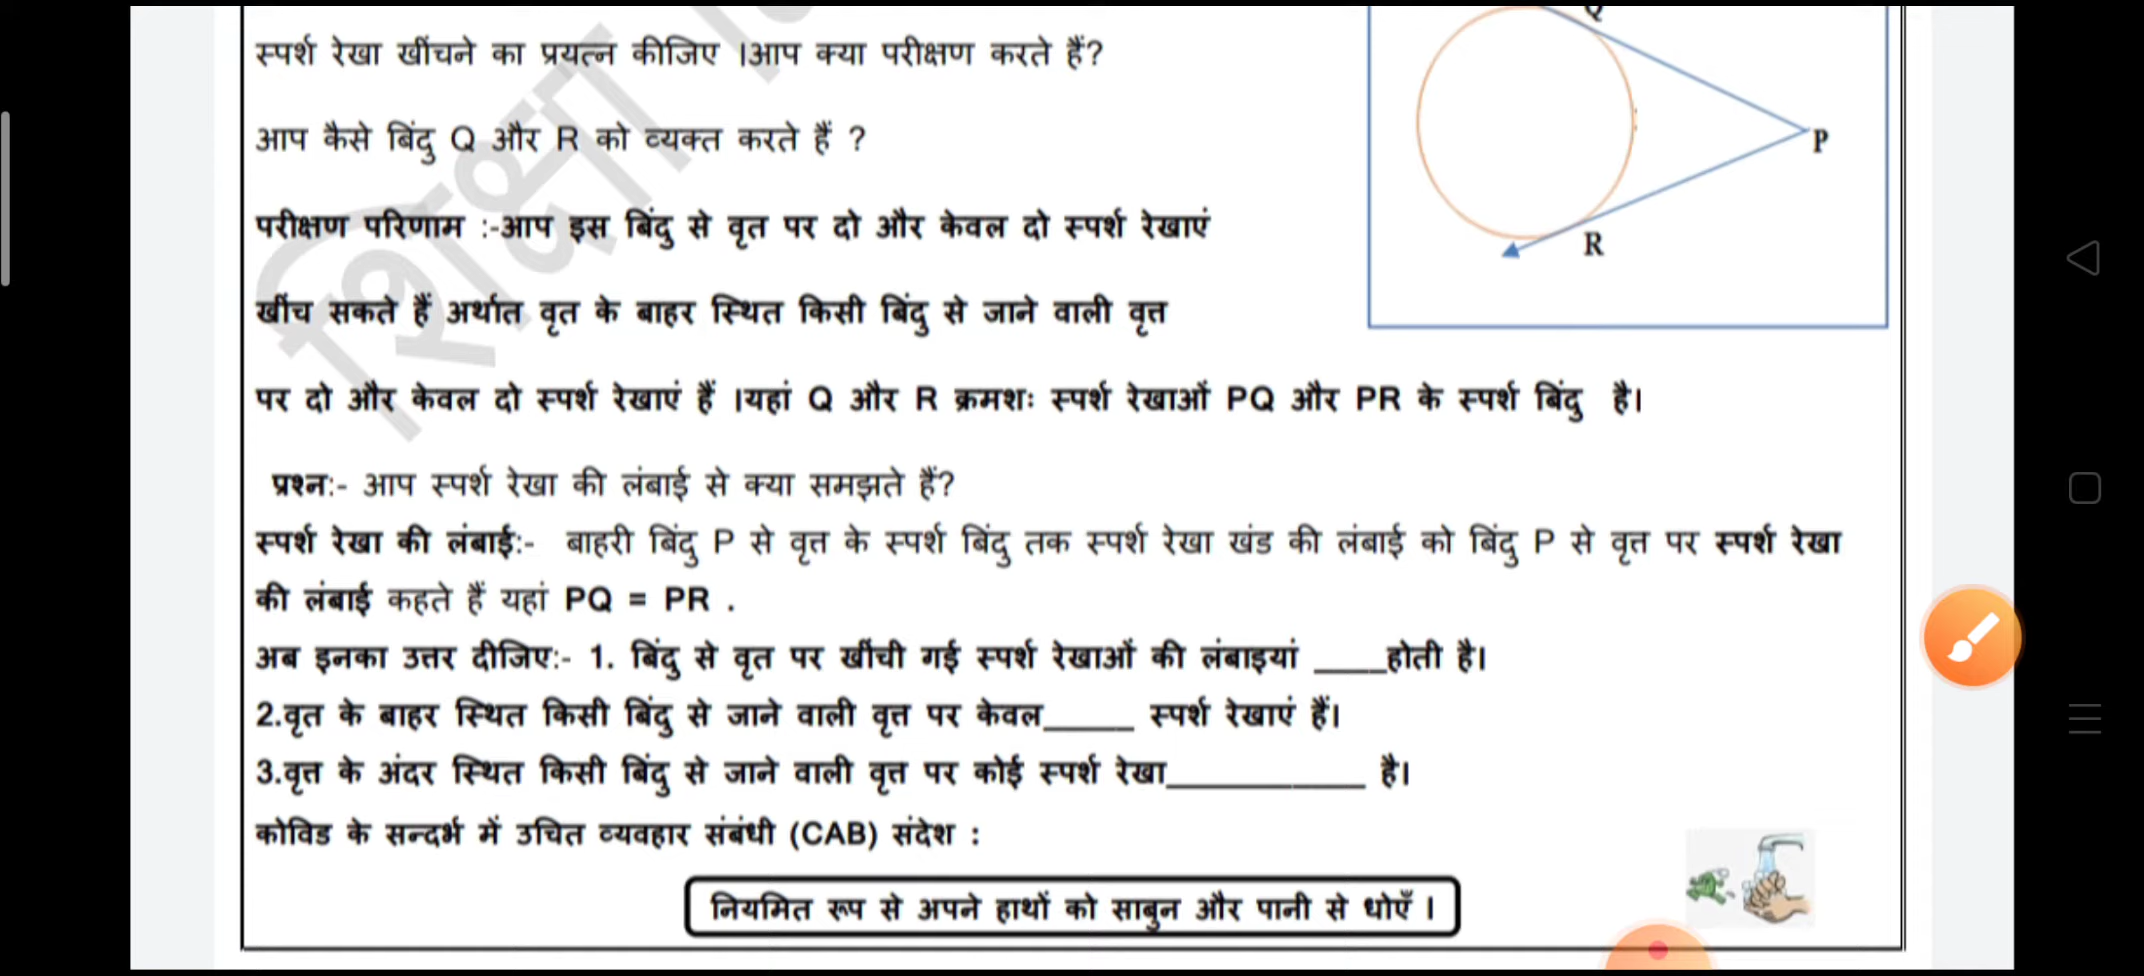 Q
स्पर्श रेखा खींचने का प्रयत्न कीजिए ।आप क्या परीक्षण करते हैं?
आप कैसे बिंदु Q और R को व्यक्त करते हैं ?
P
परीक्षण परिणाम :-आप इस बिंदु से वृत पर दो और केवल दो स्पर्श रेखाएं
R
खींच सकते हैं अर्थात वृत के बाहर स्थित किसी बिंदु से जाने वाली वृत्त
पर दो और केवल दो स्पर्श रेखाएं हैं ।यहां Q और R क्रमशः स्पर्श रेखाओं PQ और PR के स्पर्श बिंदु है।
प्रश्न:- आप स्पर्श रेखा की लंबाई से क्या समझते हैं?
स्पर्श रेखा की लंबाई:- बाहरी बिंदु P से वृत्त के स्पर्श बिंदु तक स्पर्श रेखा खंड की लंबाई को बिंदु P से वृत्त पर स्पर्श रेखा
की लंबाई कहते हैं यहां PQ = PR .
अब इनका उत्तर दीजिए:- 1. बिंदु से वृत पर खींची गई स्पर्श रेखाओं की लंबाइयां ____होती है।
2.वृत के बाहर स्थित किसी बिंदु से जाने वाली वृत्त पर केवल_____ स्पर्श रेखाएं हैं।
3.वृत्त के अंदर स्थित किसी बिंदु से जाने वाली वृत्त पर कोई स्पर्श रेखा___________ है।
कोविड के सन्दर्भ में उचित व्यवहार संबंधी (CAB) संदेश :
नियमित रूप से अपने हाथों को साबुन और पानी से धोएँ ।
शिक्षा